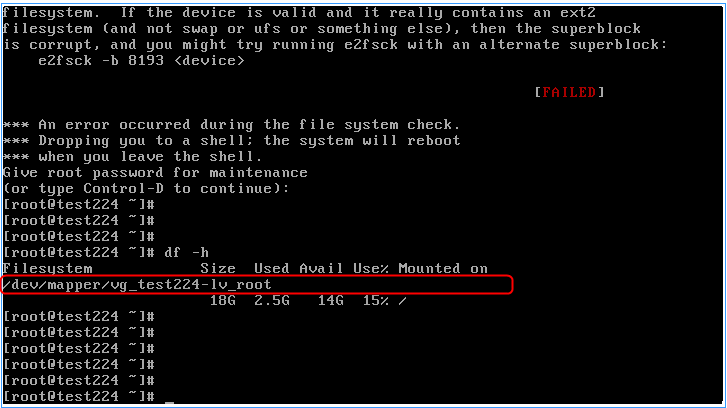 filesystem.  If the device is valid and it really contains an ext2
filesystem (and not swap or ufs or something else), then the superblock
is corrupt, and you might try running e2fsck with an alternate superblock:
    e2fsck -b 8193 <device>
[FAILED]
*** An error occurred during the file system check.
*** Dropping you to a shell; the system will reboot
*** when you leave the shell.
Give root password for maintenance
(or type Control-D to continue):
[root@test224 ~]#
[root@test224 ~]#
[root@test224 ~]#
[root@test224 ~]# df -h
Filesystem            Size  Used Avail Use% Mounted on
/dev/mapper/vg_test224-lv_root
                       18G  2.5G   14G  15% /
[root@test224 ~]#
[root@test224 ~]#
[root@test224 ~]#
[root@test224 ~]#
[root@test224 ~]#
[root@test224 ~]# _